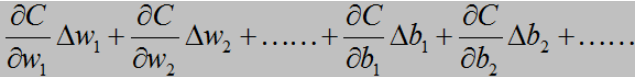 ∂C/∂w₁ Δw₁ + ∂C/∂w₂ Δw₂ + …… + ∂C/∂b₁ Δb₁ + ∂C/∂b₂ Δb₂ + ……